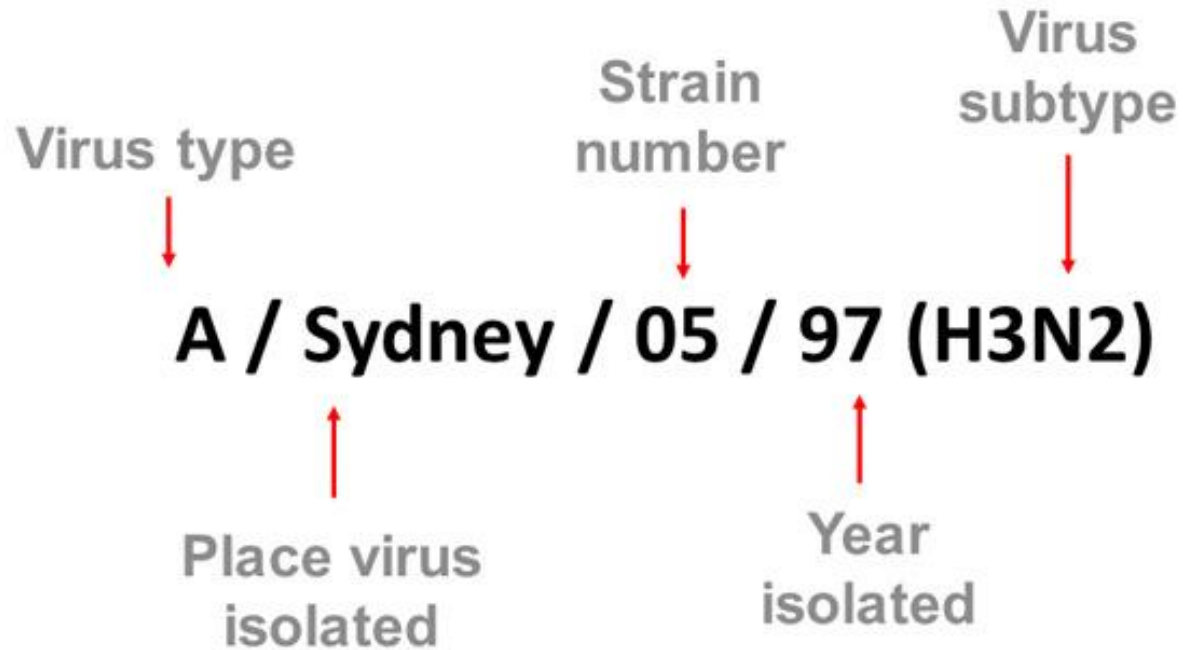 Virus type
Strain
number
Virus
subtype
A / Sydney / 05 / 97 (H3N2)
Place virus
isolated
Year
isolated